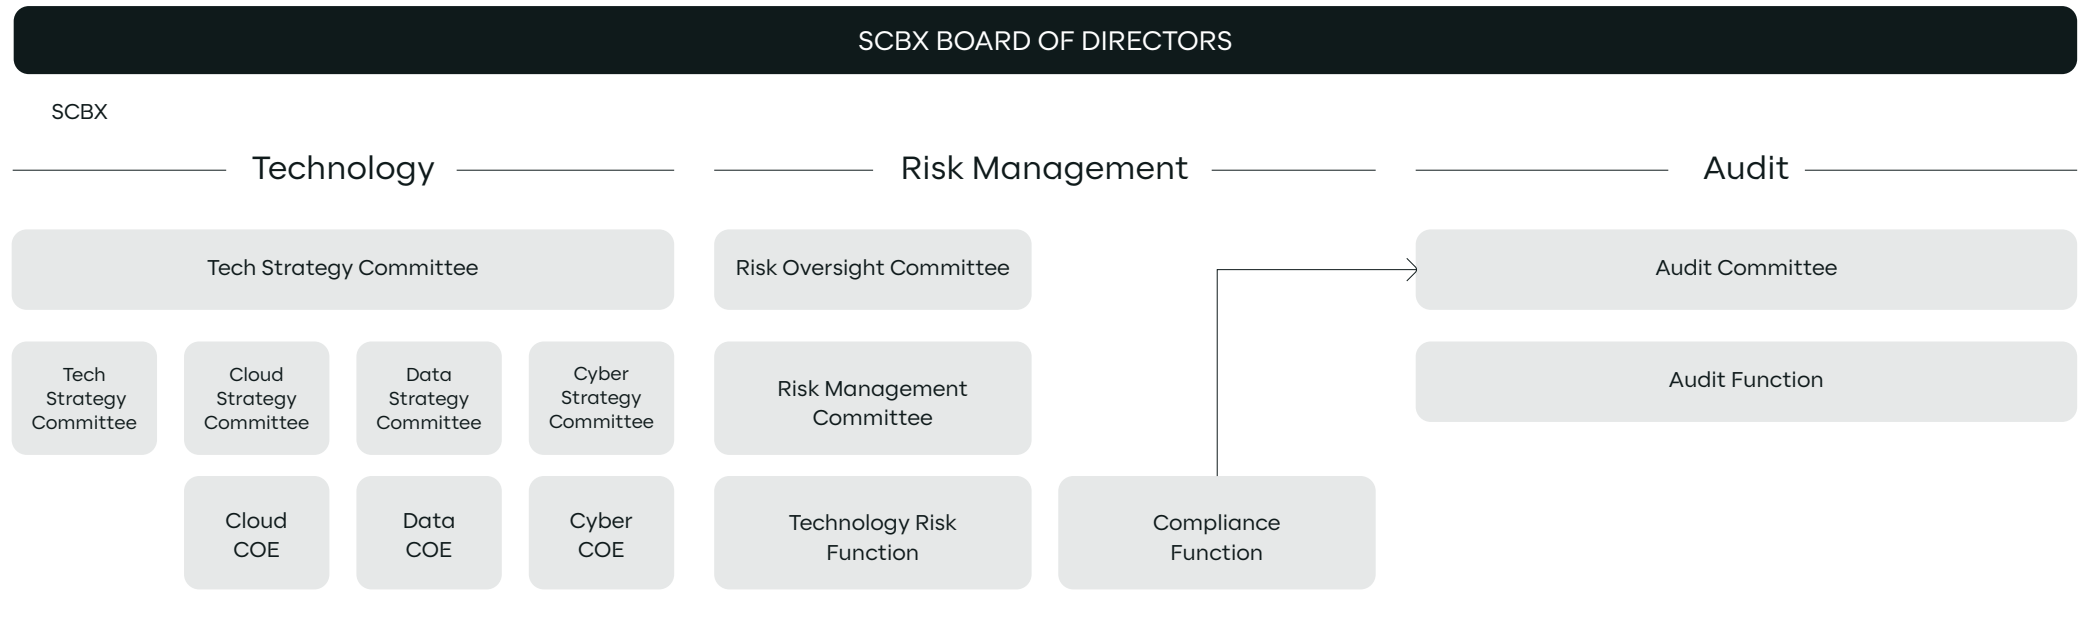 SCBX BOARD OF DIRECTORS
SCBX
Technology
Risk Management
Audit
Tech Strategy Committee
Risk Oversight Committee
Audit Committee
Tech
Strategy
Committee
Cloud
Strategy
Committee
Data
Strategy
Committee
Cyber
Strategy
Committee
Risk Management
Committee
Audit Function
Cloud
COE
Data
COE
Cyber
COE
Technology Risk
Function
Compliance
Function